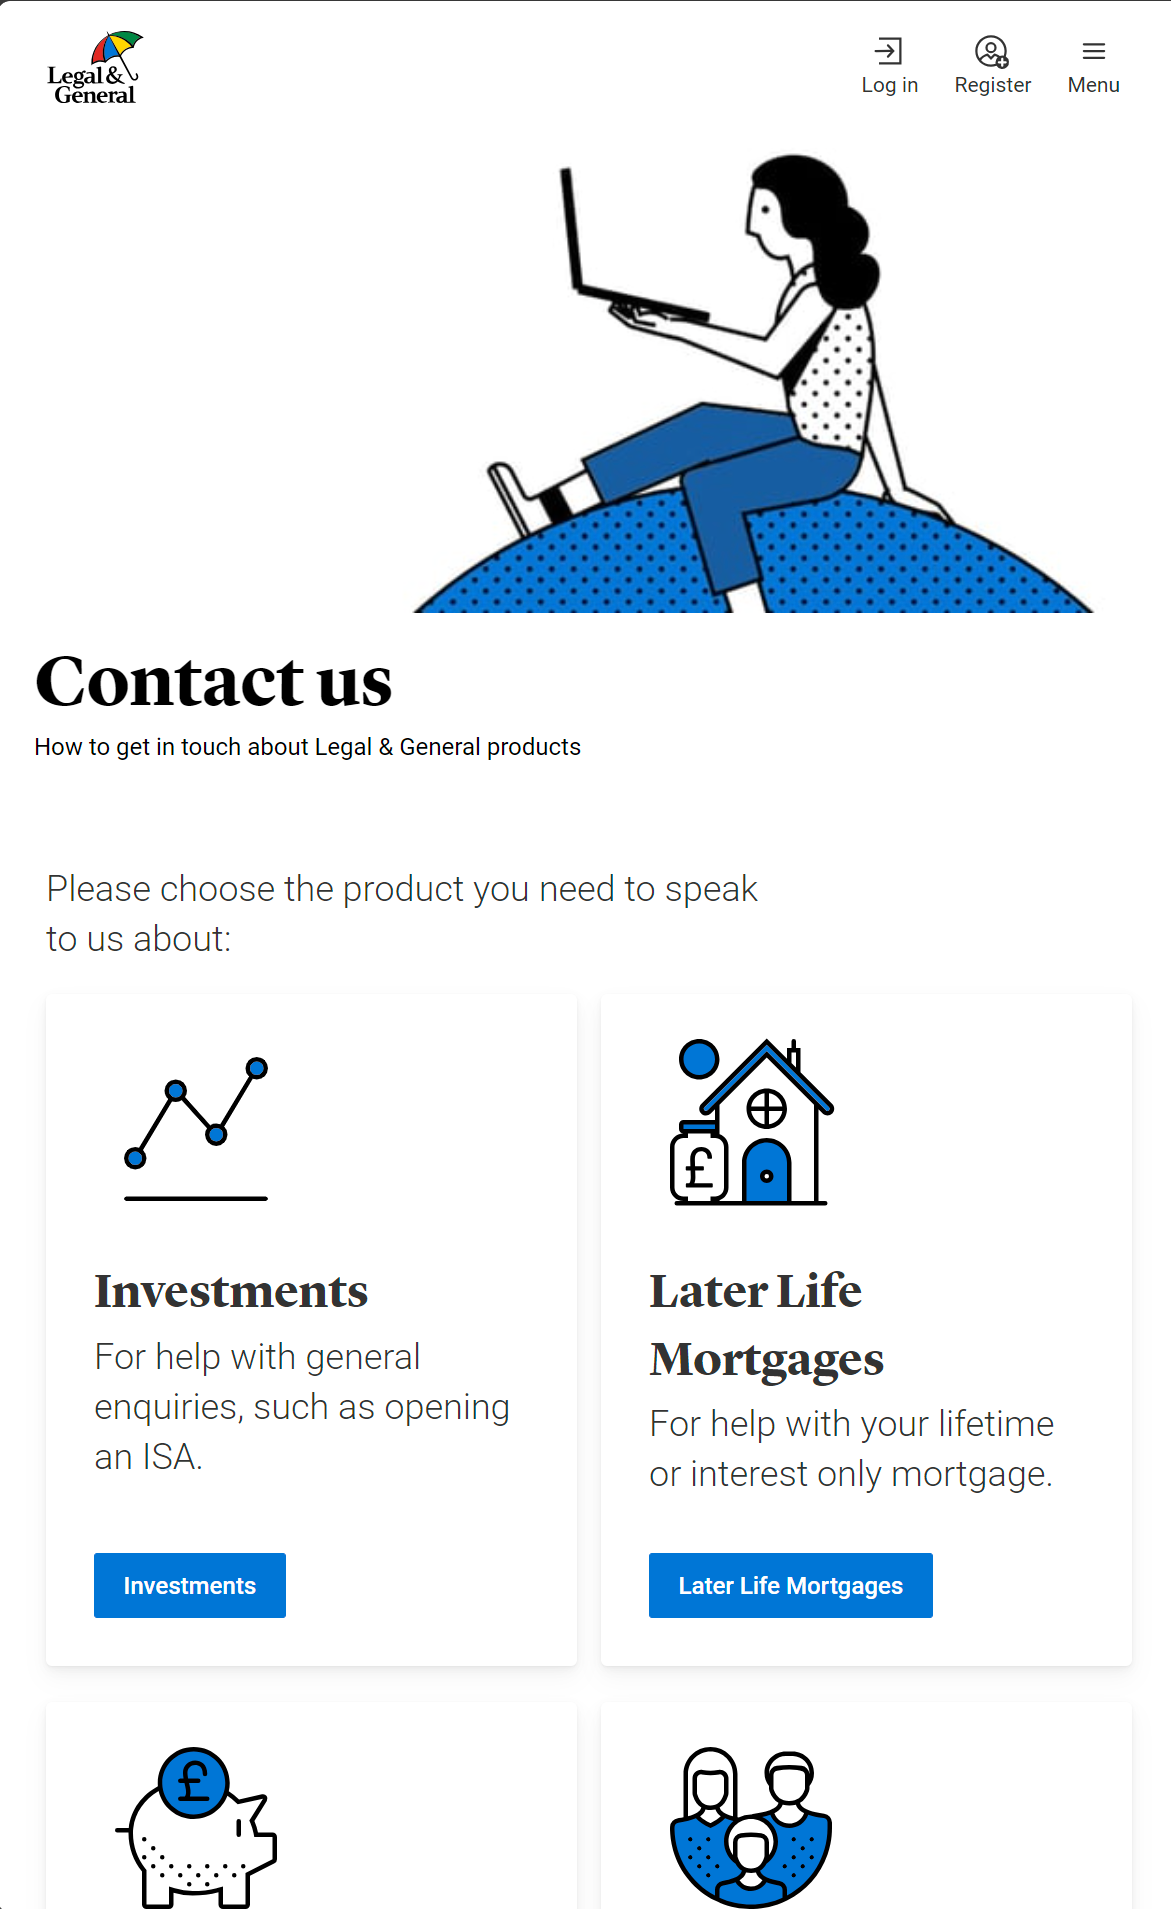 Legal &
General
Log in
Register
Menu
Contact us
How to get in touch about Legal & General products
Please choose the product you need to speak
to us about:
£
Investments
For help with general
enquiries, such as opening
an ISA.
Investments
Later Life
Mortgages
For help with your lifetime
or interest only mortgage.
Later Life Mortgages
£